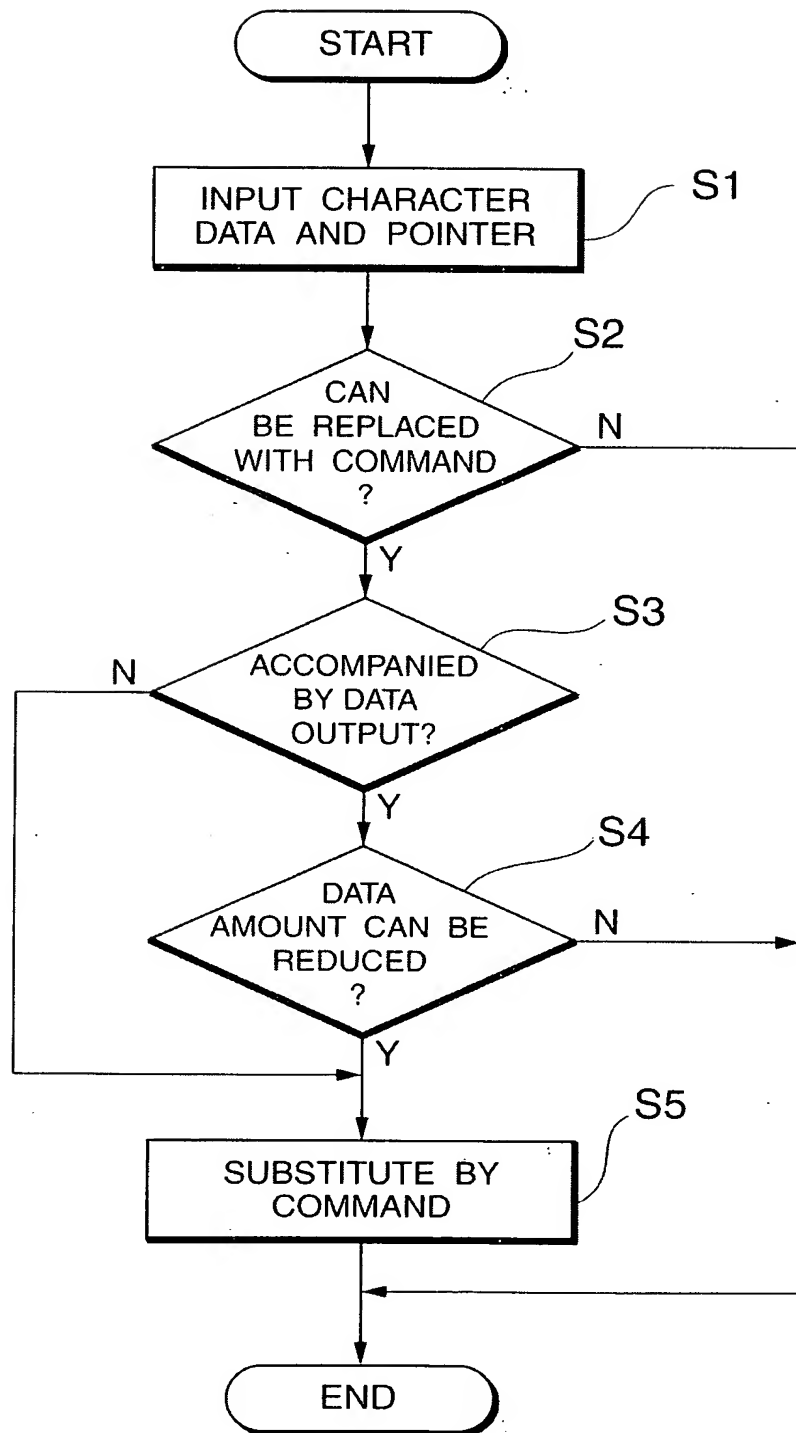 START
INPUT CHARACTER
DATA AND POINTER
S1
S2
CAN
BE REPLACED
WITH COMMAND
?
N
Y
S3
N
ACCOMPANIED
BY DATA
OUTPUT?
Y
S4
DATA
AMOUNT CAN BE
REDUCED
?
N
Y
S5
SUBSTITUTE BY
COMMAND
END